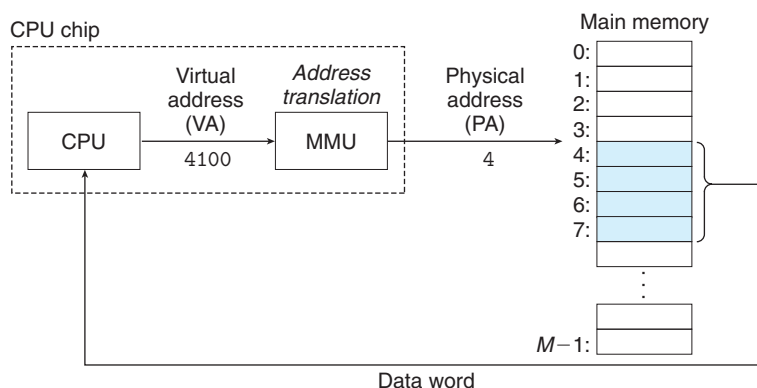 CPU chip
Main memory
Virtual
address
(VA)
Address
translation
Physical
address
(PA)
CPU
4100
MMU
4
0:
1:
2:
3:
4:
5:
6:
7:
M−1:
Data word